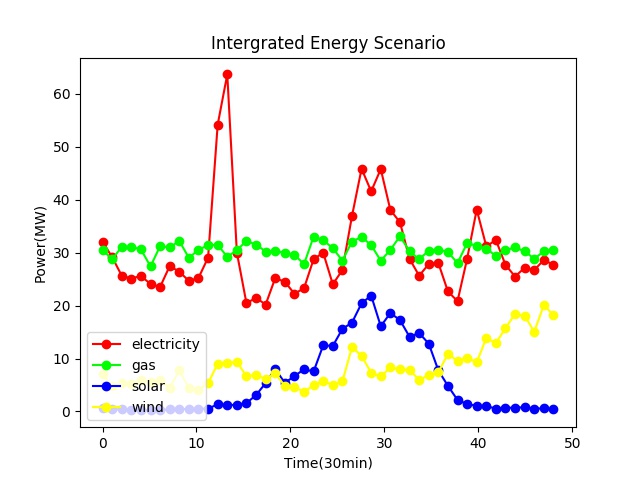 Intergrated Energy Scenario
Power(MW)
60
50
40
30
20
10
0
electricity
gas
solar
wind
0 10 20 30 40 50
Time(30min)